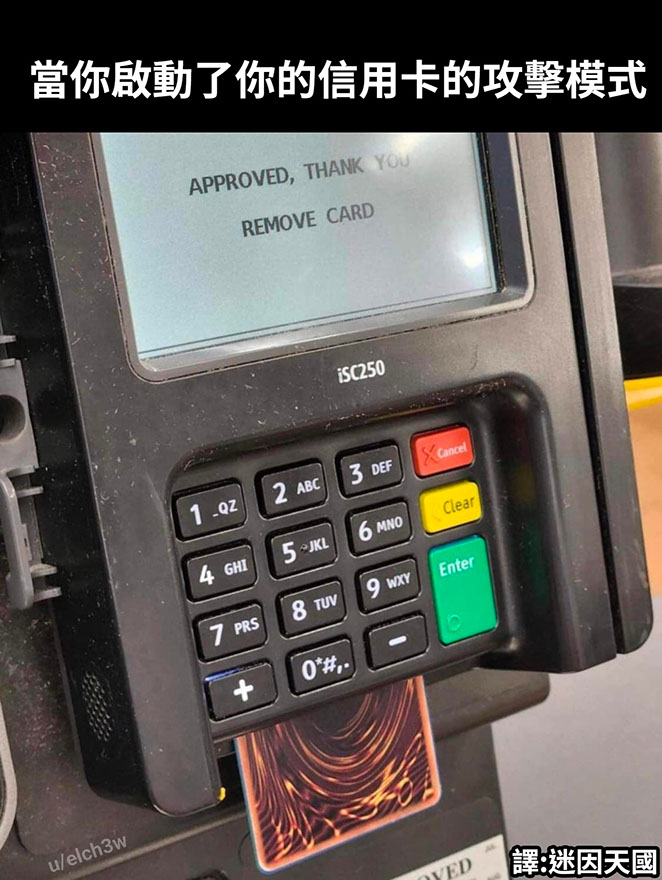 當你啟動了你的信用卡的攻擊模式
APPROVED, THANK YOU
REMOVE CARD
iSC250
1 -QZ 2 ABC 3 DEF Cancel
4 GHI 5 JKL 6 MNO Clear
7 PRS 8 TUV 9 WXY Enter
+ 0*#,. -
u/elch3w
OVED
譯:迷因天國